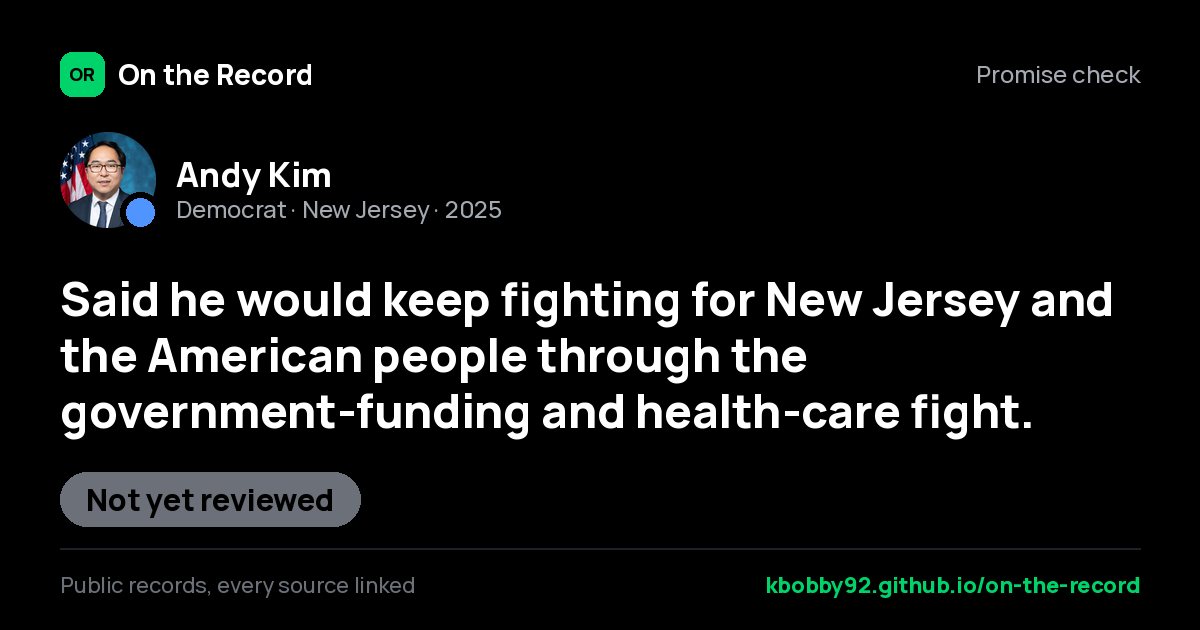 OR On the Record
Promise check
Andy Kim
Democrat · New Jersey · 2025
Said he would keep fighting for New Jersey and
the American people through the
government-funding and health-care fight.
Not yet reviewed
Public records, every source linked
kbobby92.github.io/on-the-record